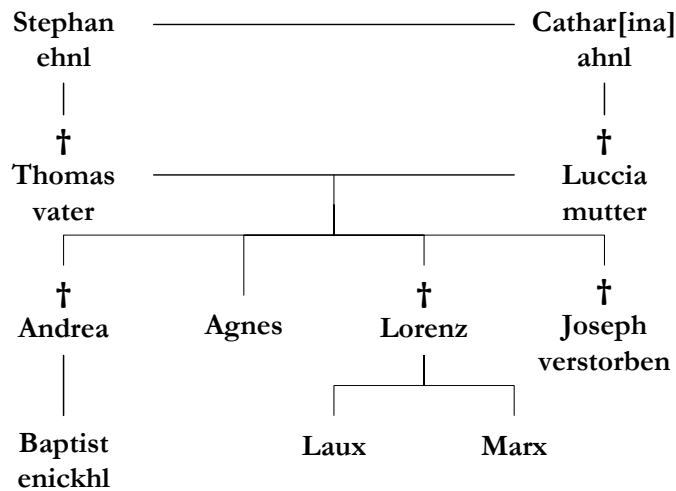 Stephan Cathar[ina]
ehnl ahnl
† †
Thomas Luccia
vater mutter
† † †
Andrea Agnes Lorenz Joseph
verstorben
Baptist Laux Marx
enickhl